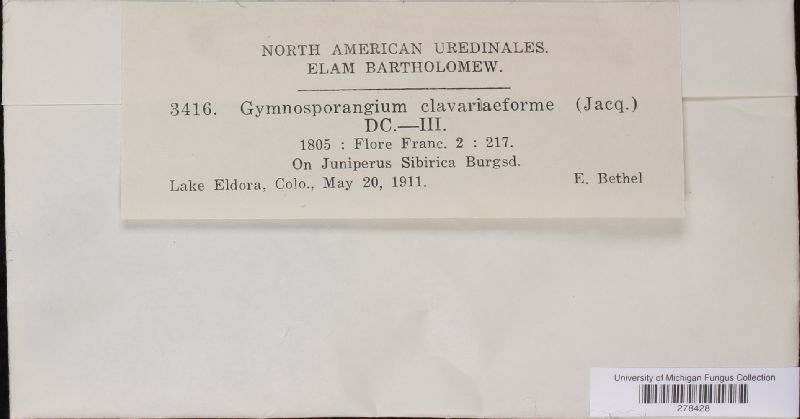 NORTH AMERICAN UREDINALES.
ELAM BARTHOLOMEW.
3416. Gymnosporangium clavariaeforme (Jacq.)
DC.—III.
1805 : Flore Franc. 2 : 217.
On Juniperus Sibirica Burgsd.
Lake Eldora, Colo., May 20, 1911. E. Bethel
University of Michigan Fungus Collection
278428